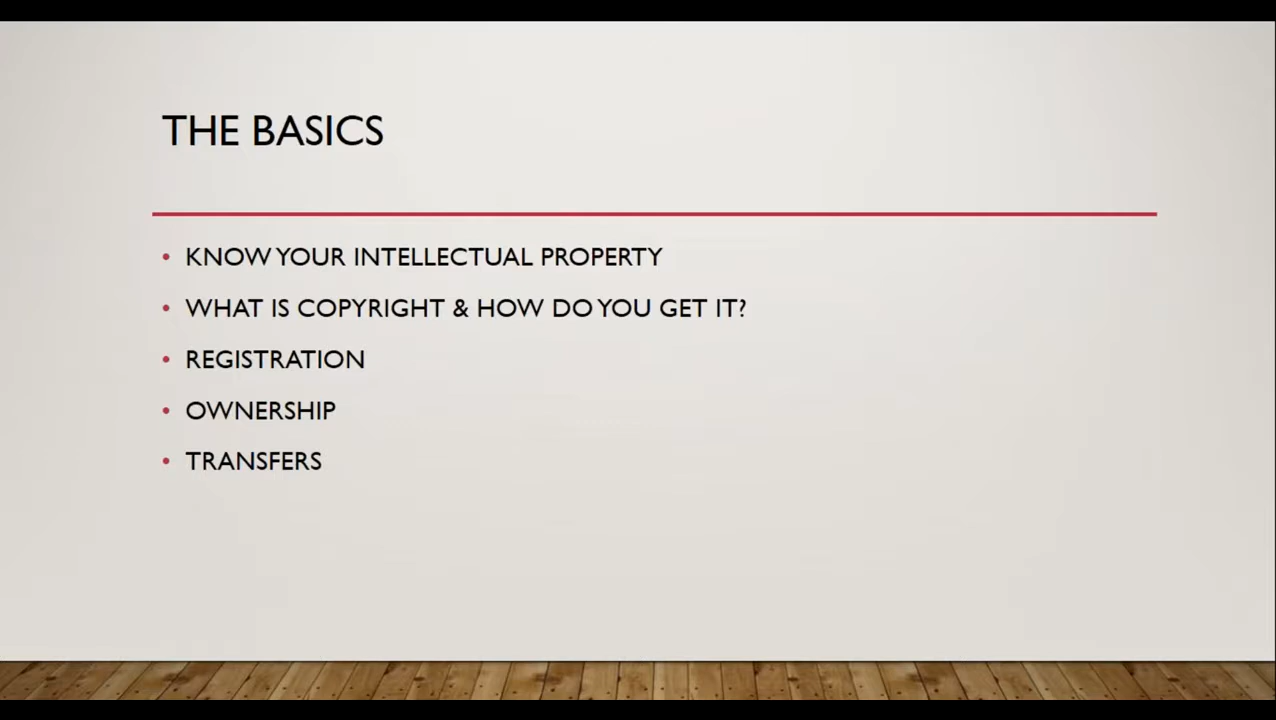 THE BASICS
• KNOW YOUR INTELLECTUAL PROPERTY
• WHAT IS COPYRIGHT & HOW DO YOU GET IT?
• REGISTRATION
• OWNERSHIP
• TRANSFERS